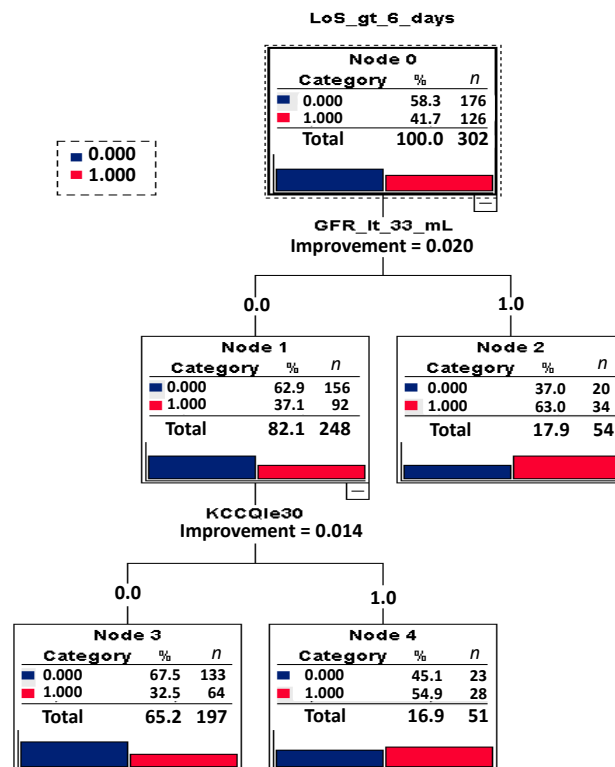 LoS_gt_6_days
Node 0
Category % n
0.000 58.3 176
1.000 41.7 126
Total 100.0 302
0.000
1.000
GFR_lt_33_mL
Improvement = 0.020
0.0 1.0
Node 1
Category % n
0.000 62.9 156
1.000 37.1 92
Total 82.1 248
Node 2
Category % n
0.000 37.0 20
1.000 63.0 34
Total 17.9 54
KCCQle30
Improvement = 0.014
0.0 1.0
Node 3
Category % n
0.000 67.5 133
1.000 32.5 64
Total 65.2 197
Node 4
Category % n
0.000 45.1 23
1.000 54.9 28
Total 16.9 51